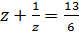 z + 1/z = 13/6